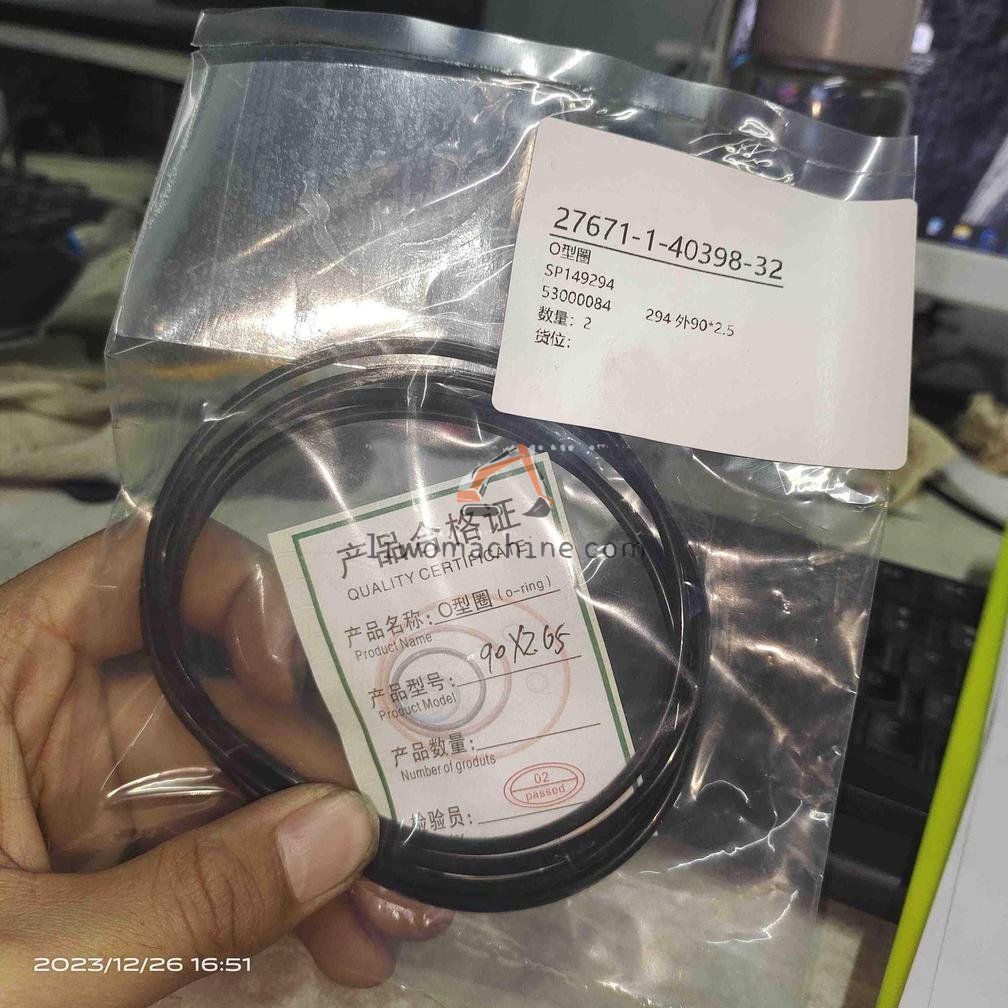 27671-1-40398-32
O型圈
SP149294
53000084 294 外90*2.5
数量：2
货位：
产品合格证
liuwomachine.com
QUALITY CERTIFICATE
产品名称：O型圈（o-ring）
Product Name
产品型号：90X265
Product Model
产品数量：
Number of groduts
02
passed
检验员：
2023/12/26 16:51